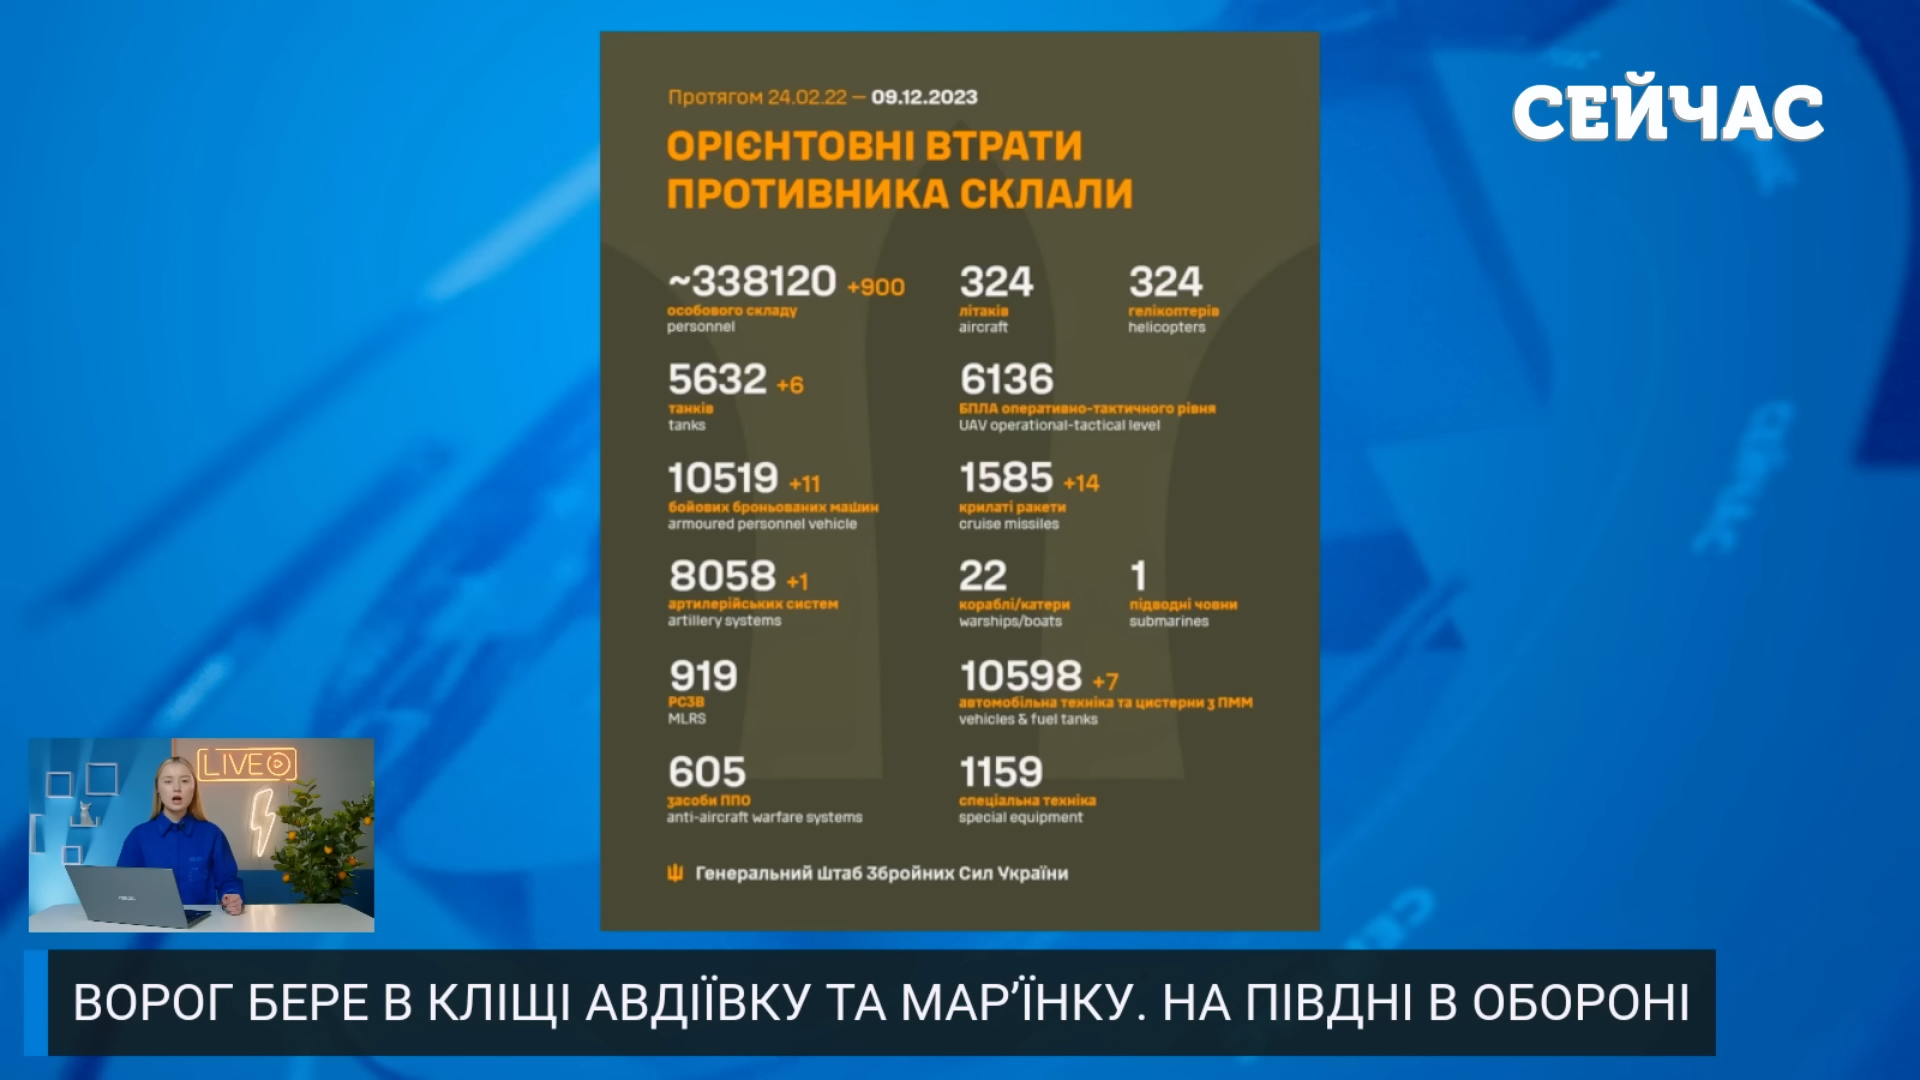 СЕЙЧАС
Протягом 24.02.22 — 09.12.2023
ОРІЄНТОВНІ ВТРАТИ
ПРОТИВНИКА СКЛАЛИ
~338120 +900
особового складу
personnel
324
літаків
aircraft
324
гелікоптерів
helicopters
5632 +6
танків
tanks
6136
БПЛА оперативно-тактичного рівня
UAV operational-tactical level
10519 +11
бойових броньованих машин
armoured personnel vehicle
1585 +14
крилаті ракети
cruise missiles
8058 +1
артилерійських систем
artillery systems
22
кораблі/катери
warships/boats
1
підводні човни
submarines
919
РСЗВ
MLRS
10598 +7
автомобільна техніка та цистерни з ПММ
vehicles & fuel tanks
605
засоби ППО
anti-aircraft warfare systems
1159
спеціальна техніка
special equipment
Генеральний Штаб Збройних Сил України
LIVE
ВОРОГ БЕРЕ В КЛІЩІ АВДІЇВКУ ТА МАР’ЇНКУ. НА ПІВДНІ В ОБОРОНІ